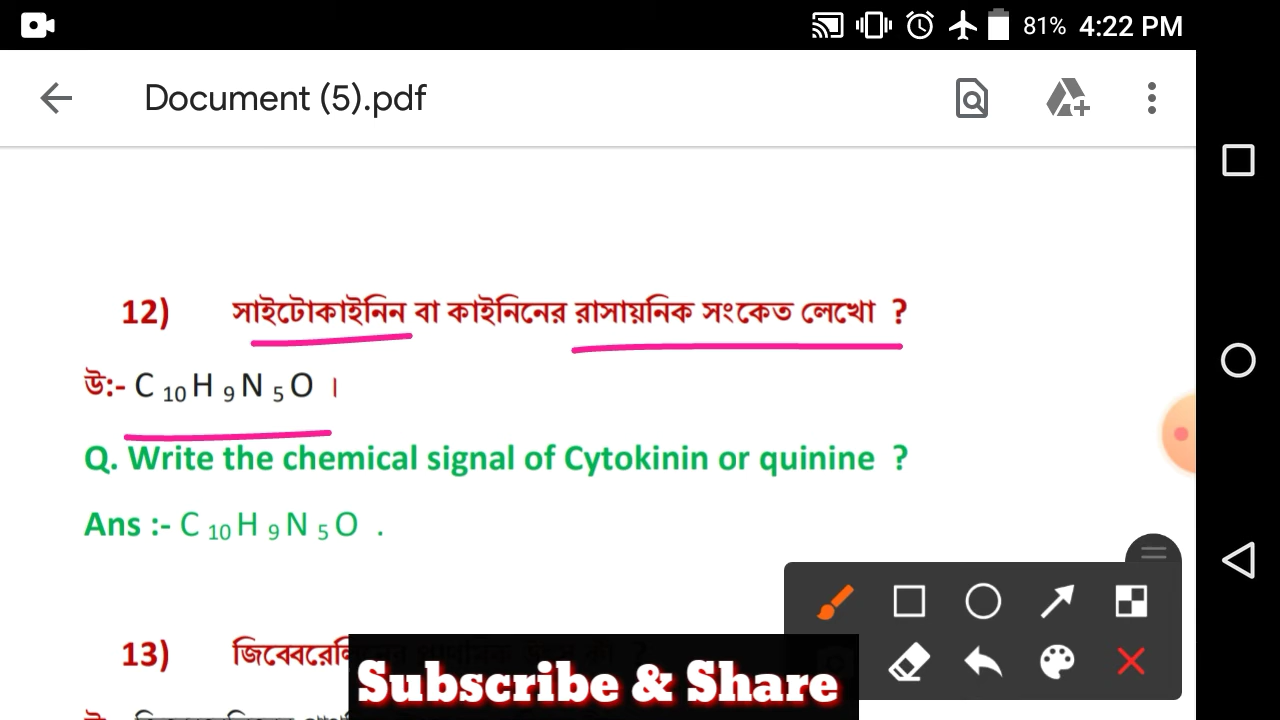 81% 4:22 PM
Document (5).pdf
12) সাইটোকাইনিন বা কাইনিনের রাসায়নিক সংকেত লেখো ?
উ:- C 10 H 9 N 5 O ।
Q. Write the chemical signal of Cytokinin or quinine ?
Ans :- C 10 H 9 N 5 O .
13)
Subscribe & Share